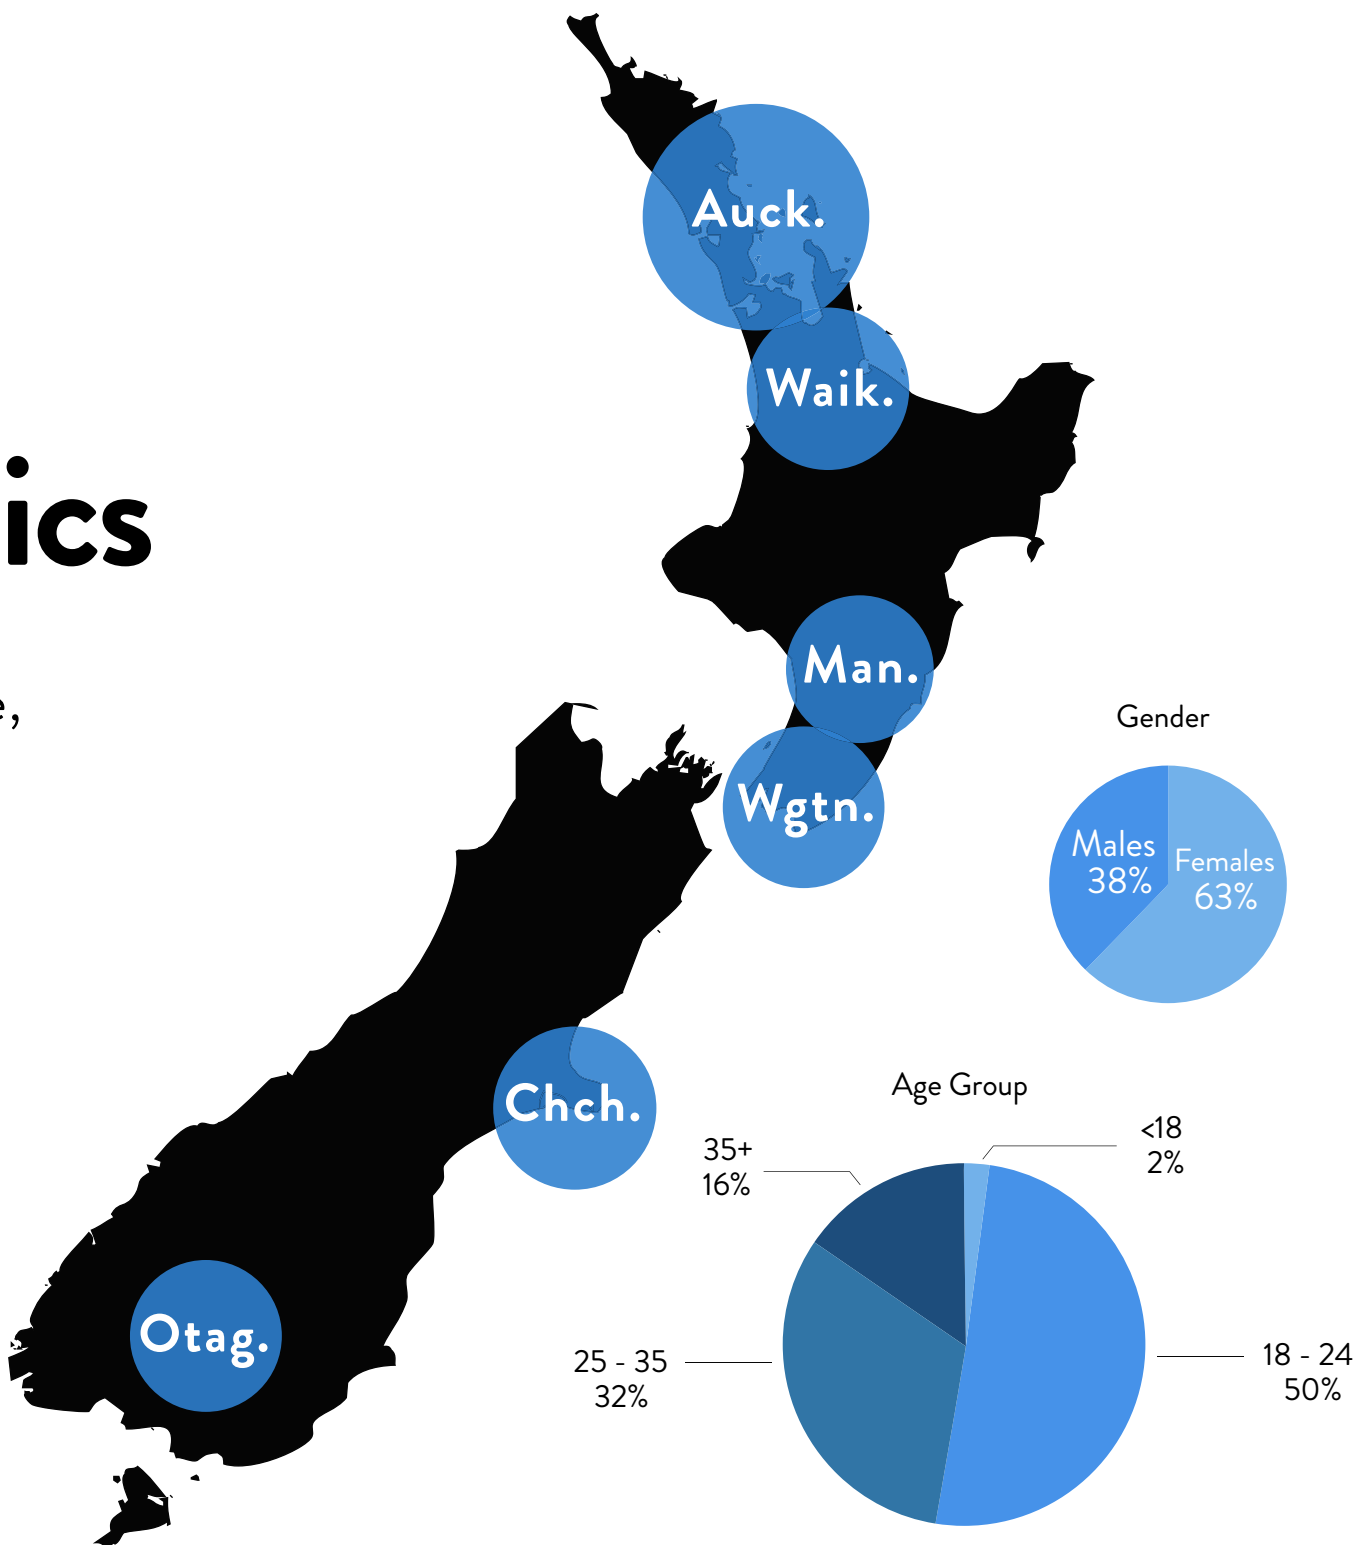 Auck.
Waik.
ics
Man.
e,
Wgtn.
Gender
Males
38%
Females
63%
Chch.
Age Group
<18
2%
35+
16%
Otag.
25 - 35
32%
18 - 24
50%